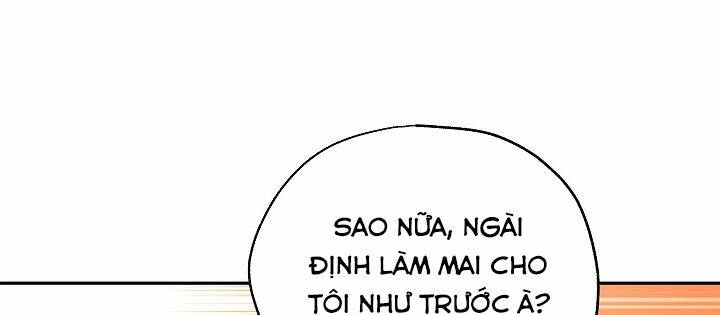 SAO NỮA, NGÀI
ĐỊNH LÀM MAI CHO
TÔI NHƯ TRƯỚC À?